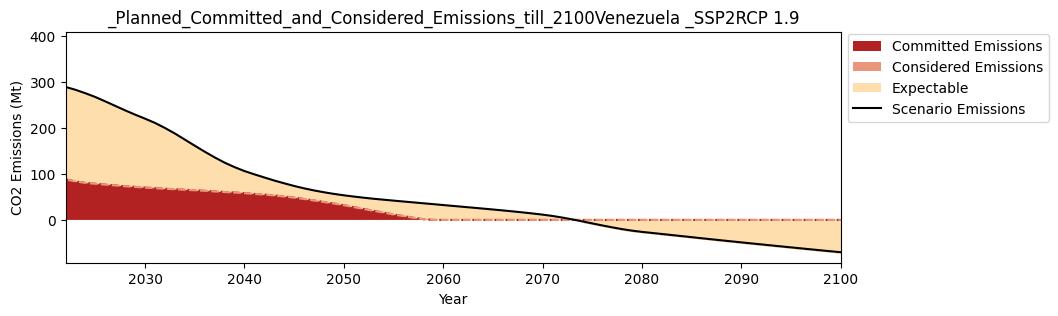 _Planned_Committed_and_Considered_Emissions_till_2100Venezuela _SSP2RCP 1.9
400
300
200
100
0
CO2 Emissions (Mt)
2030 2040 2050 2060 2070 2080 2090 2100
Year
Committed Emissions
Considered Emissions
Expectable
Scenario Emissions